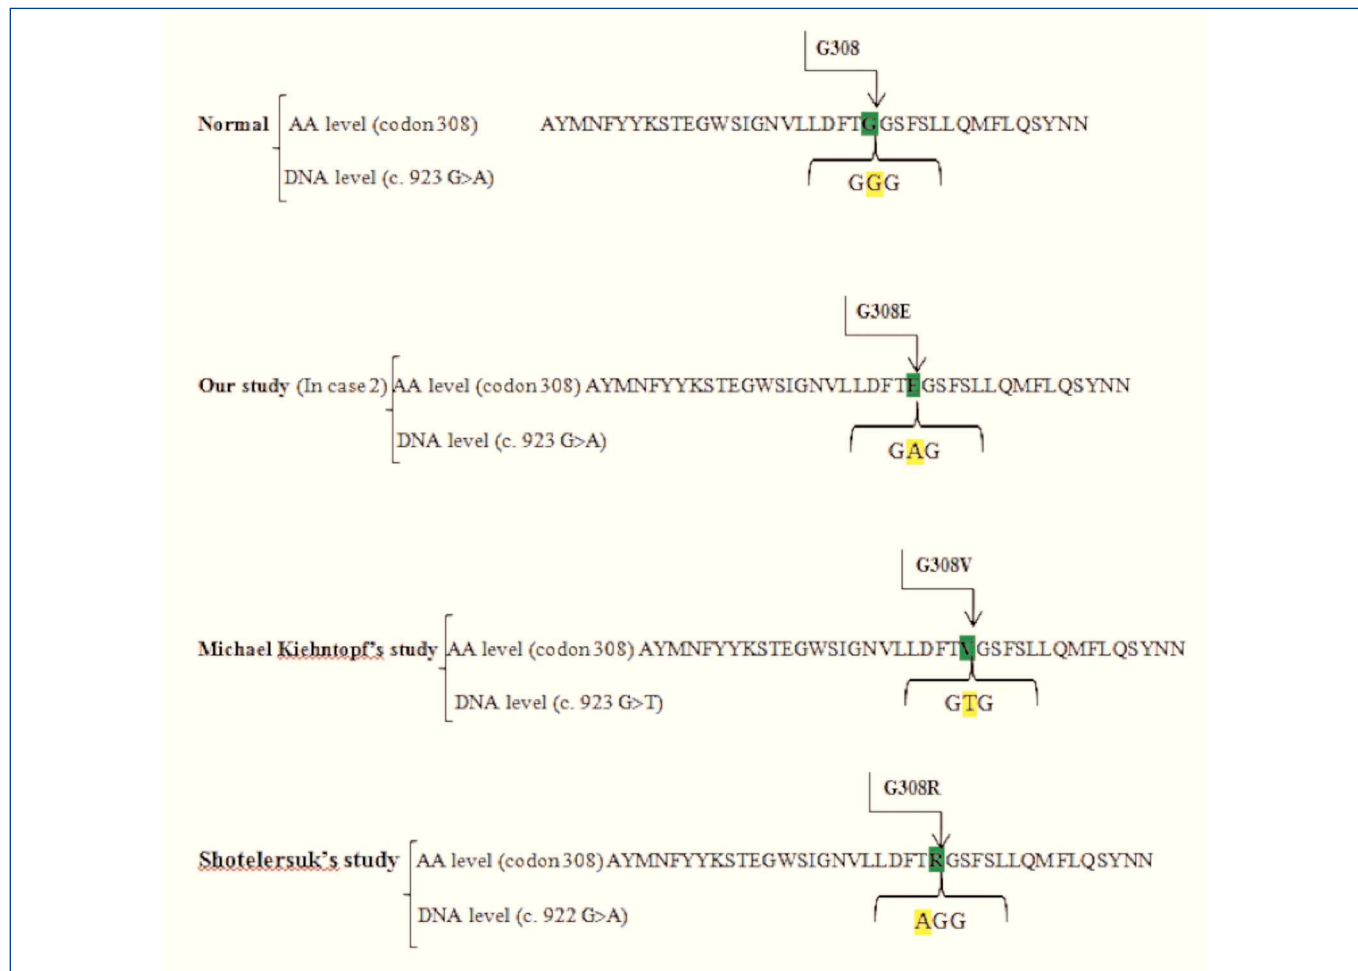 G308
Normal AA level (codon 308) AYMNFYYKSTEGWSIGNVLLDFTGGSFSLLQMFLQSYNN
DNA level (c. 923 G>A)
GGG
G308E
Our study (In case 2) AA level (codon 308) AYMNFYYKSTEGWSIGNVLLDFTEGSFSLLQMFLQSYNN
DNA level (c. 923 G>A)
GAG
G308V
Michael Kiehntopf's study AA level (codon 308) AYMNFYYKSTEGWSIGNVLLDFTVGSFSLLQMFLQSYNN
DNA level (c. 923 G>T)
GTG
G308R
Shotelersuk's study AA level (codon 308) AYMNFYYKSTEGWSIGNVLLDFTRGSFSLLQMFLQSYNN
DNA level (c. 922 G>A)
AGG